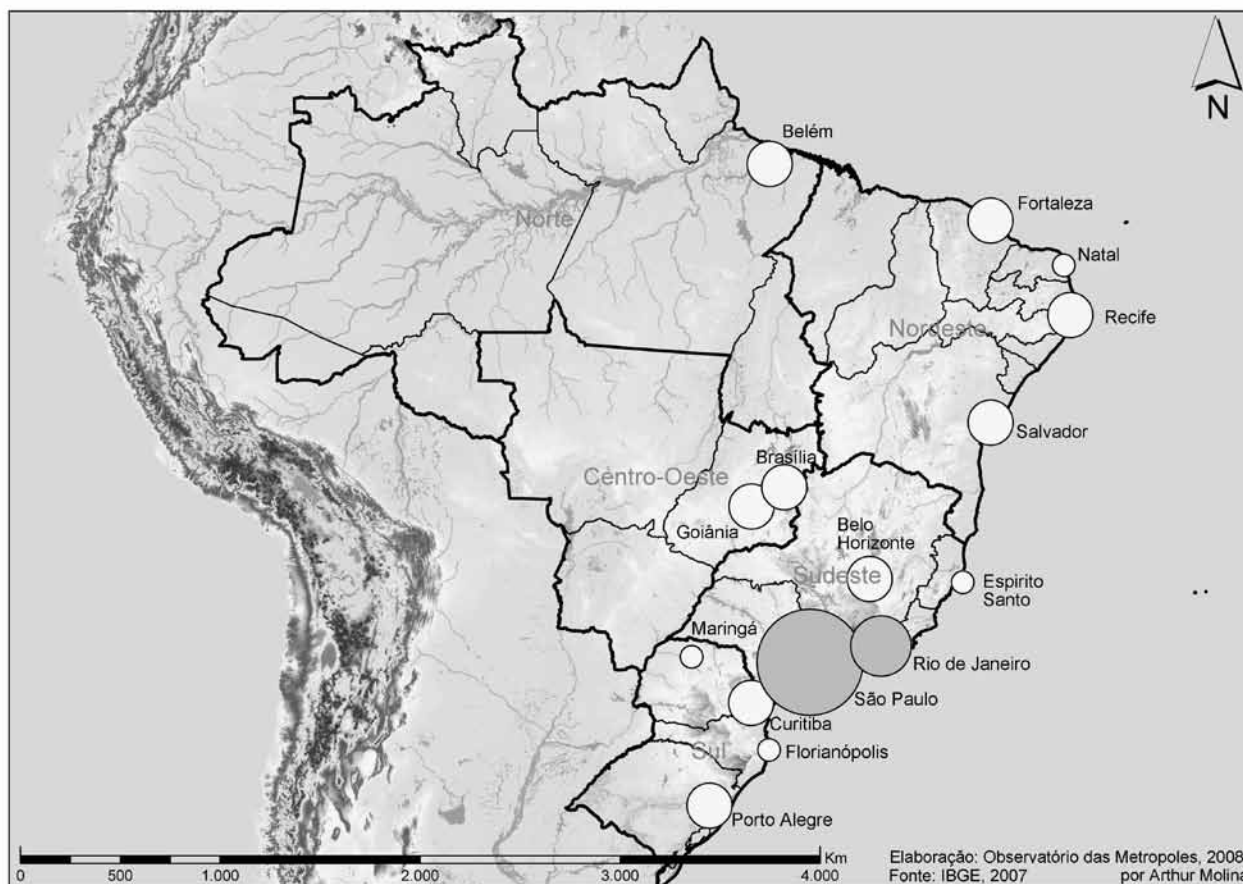 N
Belém
Fortaleza
Norte
Natal
Recife
Nordeste
Salvador
Brasília
Céntro-Oeste
Goiânia
Belo
Horizonte
Sudeste
Espirito
Santo
Maringá
Rio de Janeiro
São Paulo
Curitiba
Sul
Florianópolis
Porto Alegre
Km
0 500 1.000 2.000 3.000 4.000
Elaboração: Observatório das Metropoles, 2008
Fonte: IBGE, 2007 por Arthur Molina